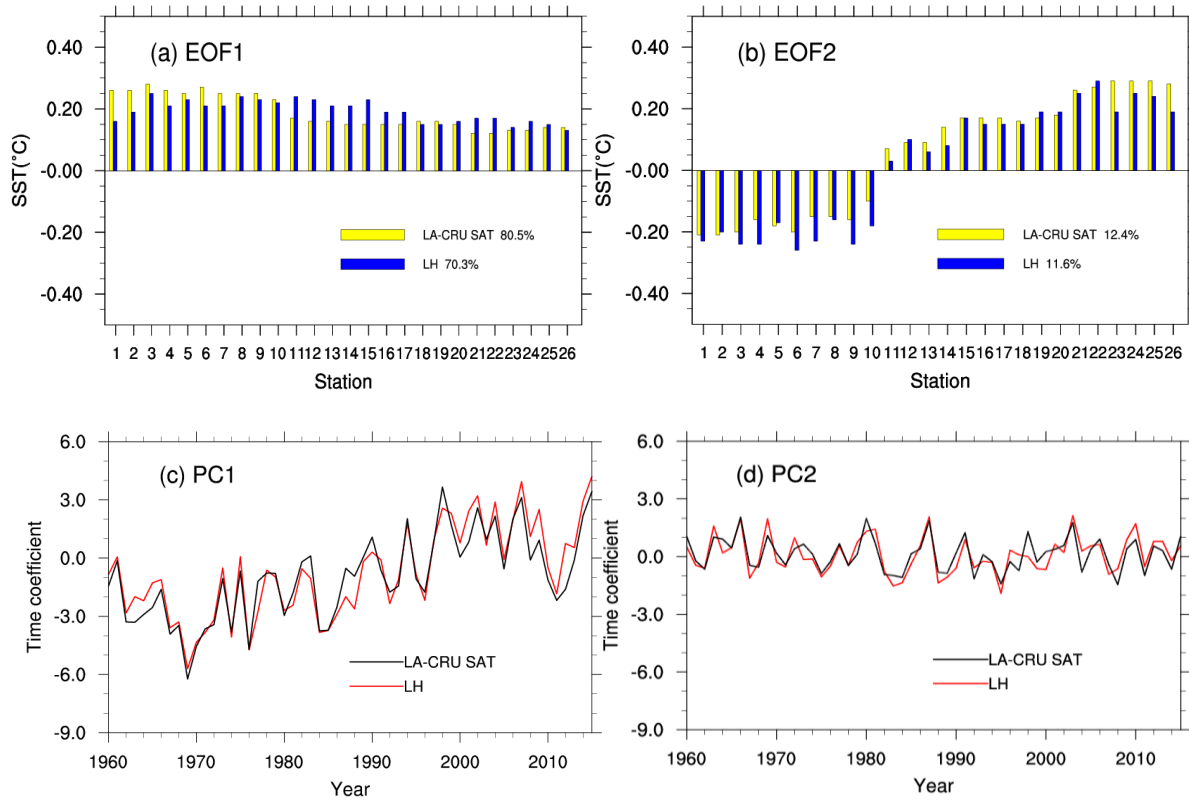 (a) EOF1
0.40
0.20
-0.00
-0.20
-0.40
SST(°C)
LA-CRU SAT 80.5%
LH 70.3%
1 2 3 4 5 6 7 8 9 10 11 12 13 14 15 16 17 18 19 20 21 22 23 24 25 26
Station
(b) EOF2
0.40
0.20
-0.00
-0.20
-0.40
SST(°C)
LA-CRU SAT 12.4%
LH 11.6%
1 2 3 4 5 6 7 8 9 10 11 12 13 14 15 16 17 18 19 20 21 22 23 24 25 26
Station
(c) PC1
6.0
3.0
0.0
-3.0
-6.0
-9.0
Time coefficient
LA-CRU SAT
LH
1960 1970 1980 1990 2000 2010
Year
(d) PC2
6.0
3.0
0.0
-3.0
-6.0
-9.0
Time coefficient
LA-CRU SAT
LH
1960 1970 1980 1990 2000 2010
Year